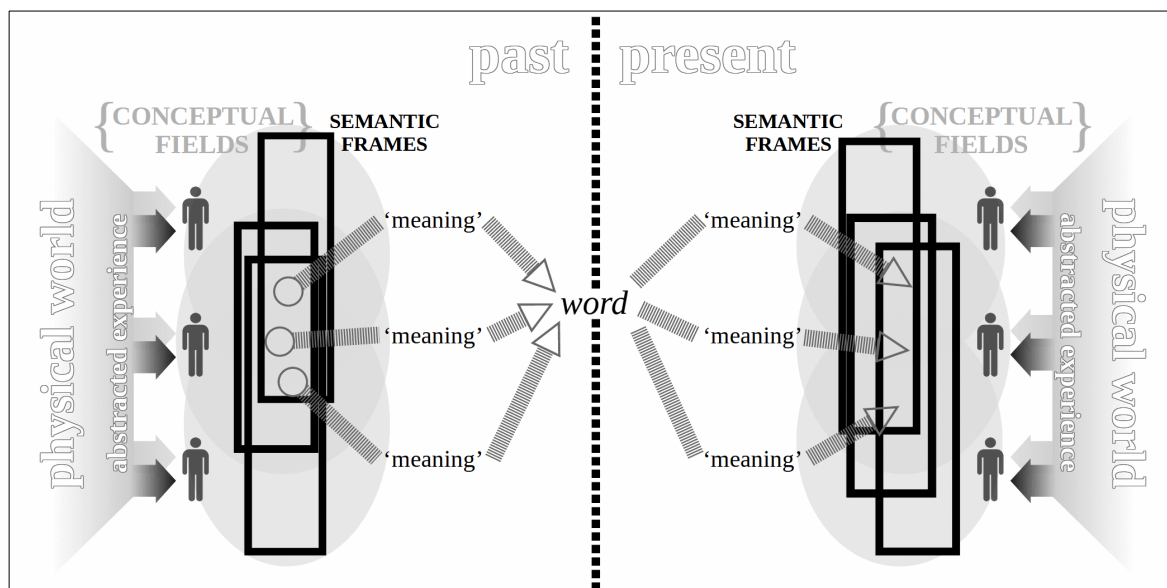 past
present
{CONCEPTUAL
FIELDS}
SEMANTIC
FRAMES
SEMANTIC
FRAMES
{CONCEPTUAL
FIELDS}
physical world
abstracted experience
‘meaning’
‘meaning’
‘meaning’
word
‘meaning’
‘meaning’
‘meaning’
abstracted experience
physical world